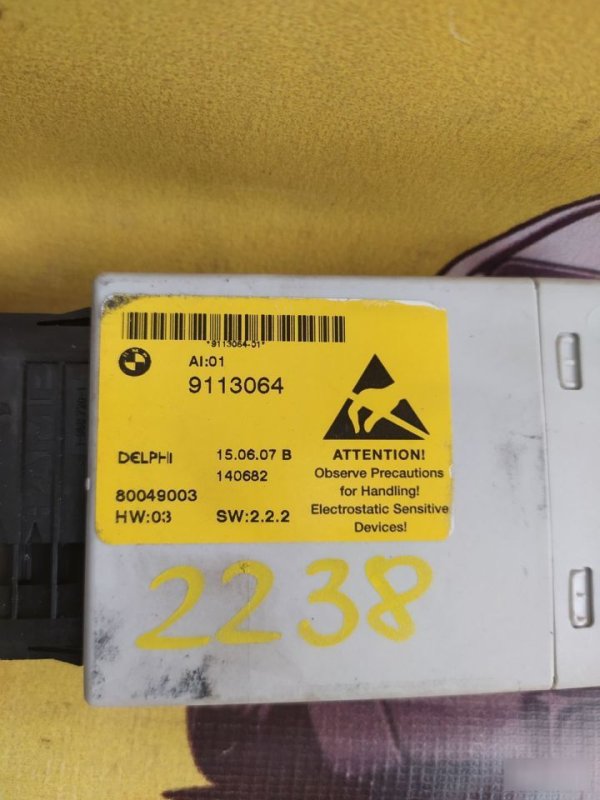 *9113064-01*
BMW
AI:01
9113064
DELPHI
15.06.07 B
140682
80049003
HW:03
SW:2.2.2
ATTENTION!
Observe Precautions
for Handling!
Electrostatic Sensitive
Devices!
2238